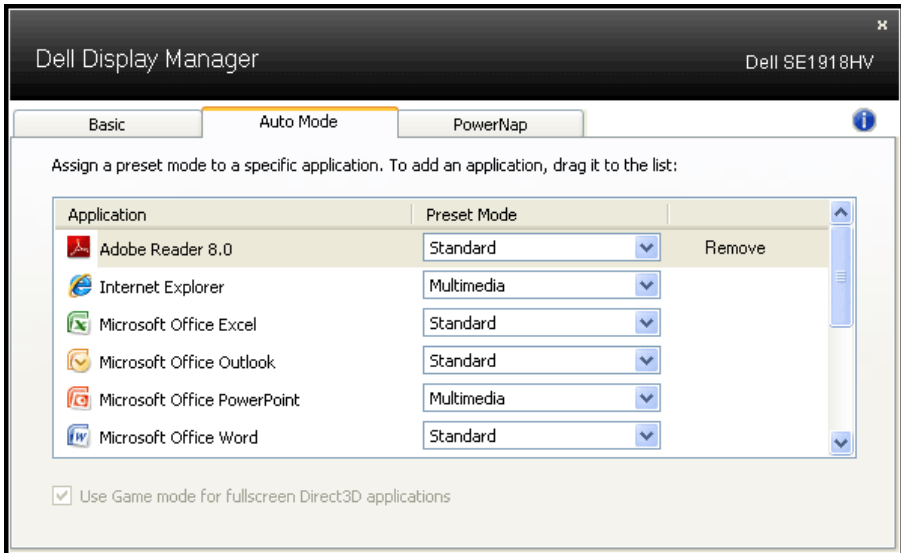 Dell Display Manager
Dell SE1918HV
Basic
Auto Mode
PowerNap
Assign a preset mode to a specific application. To add an application, drag it to the list:
Application Preset Mode
Adobe Reader 8.0 Standard Remove
Internet Explorer Multimedia
Microsoft Office Excel Standard
Microsoft Office Outlook Standard
Microsoft Office PowerPoint Multimedia
Microsoft Office Word Standard
Use Game mode for fullscreen Direct3D applications